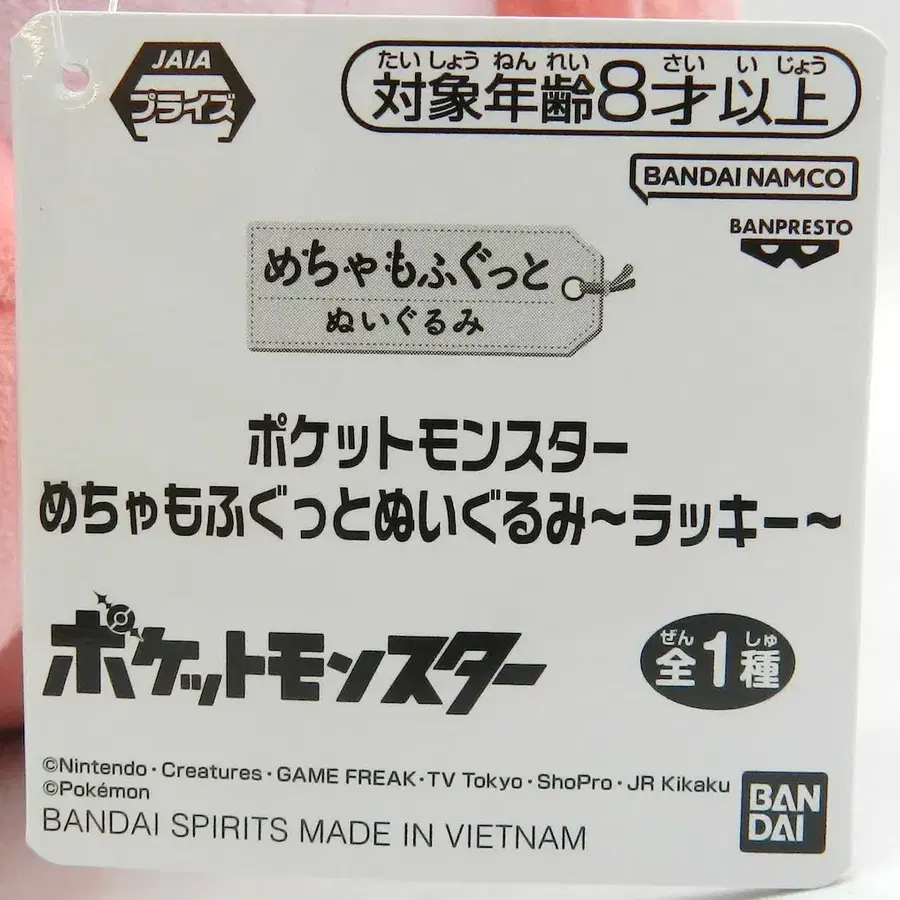 JAIA
プライズ
たいしょうねんれい さいいじょう
対象年齢8才以上
BANDAI NAMCO
BANPRESTO
めちゃもふぐっと
ぬいぐるみ
ポケットモンスター
めちゃもふぐっとぬいぐるみ～ラッキー～
ポケットモンスター
ぜん しゅ
全1種
©Nintendo・Creatures・GAME FREAK・TV Tokyo・ShoPro・JR Kikaku
©Pokémon
BANDAI SPIRITS MADE IN VIETNAM
BAN
DAI